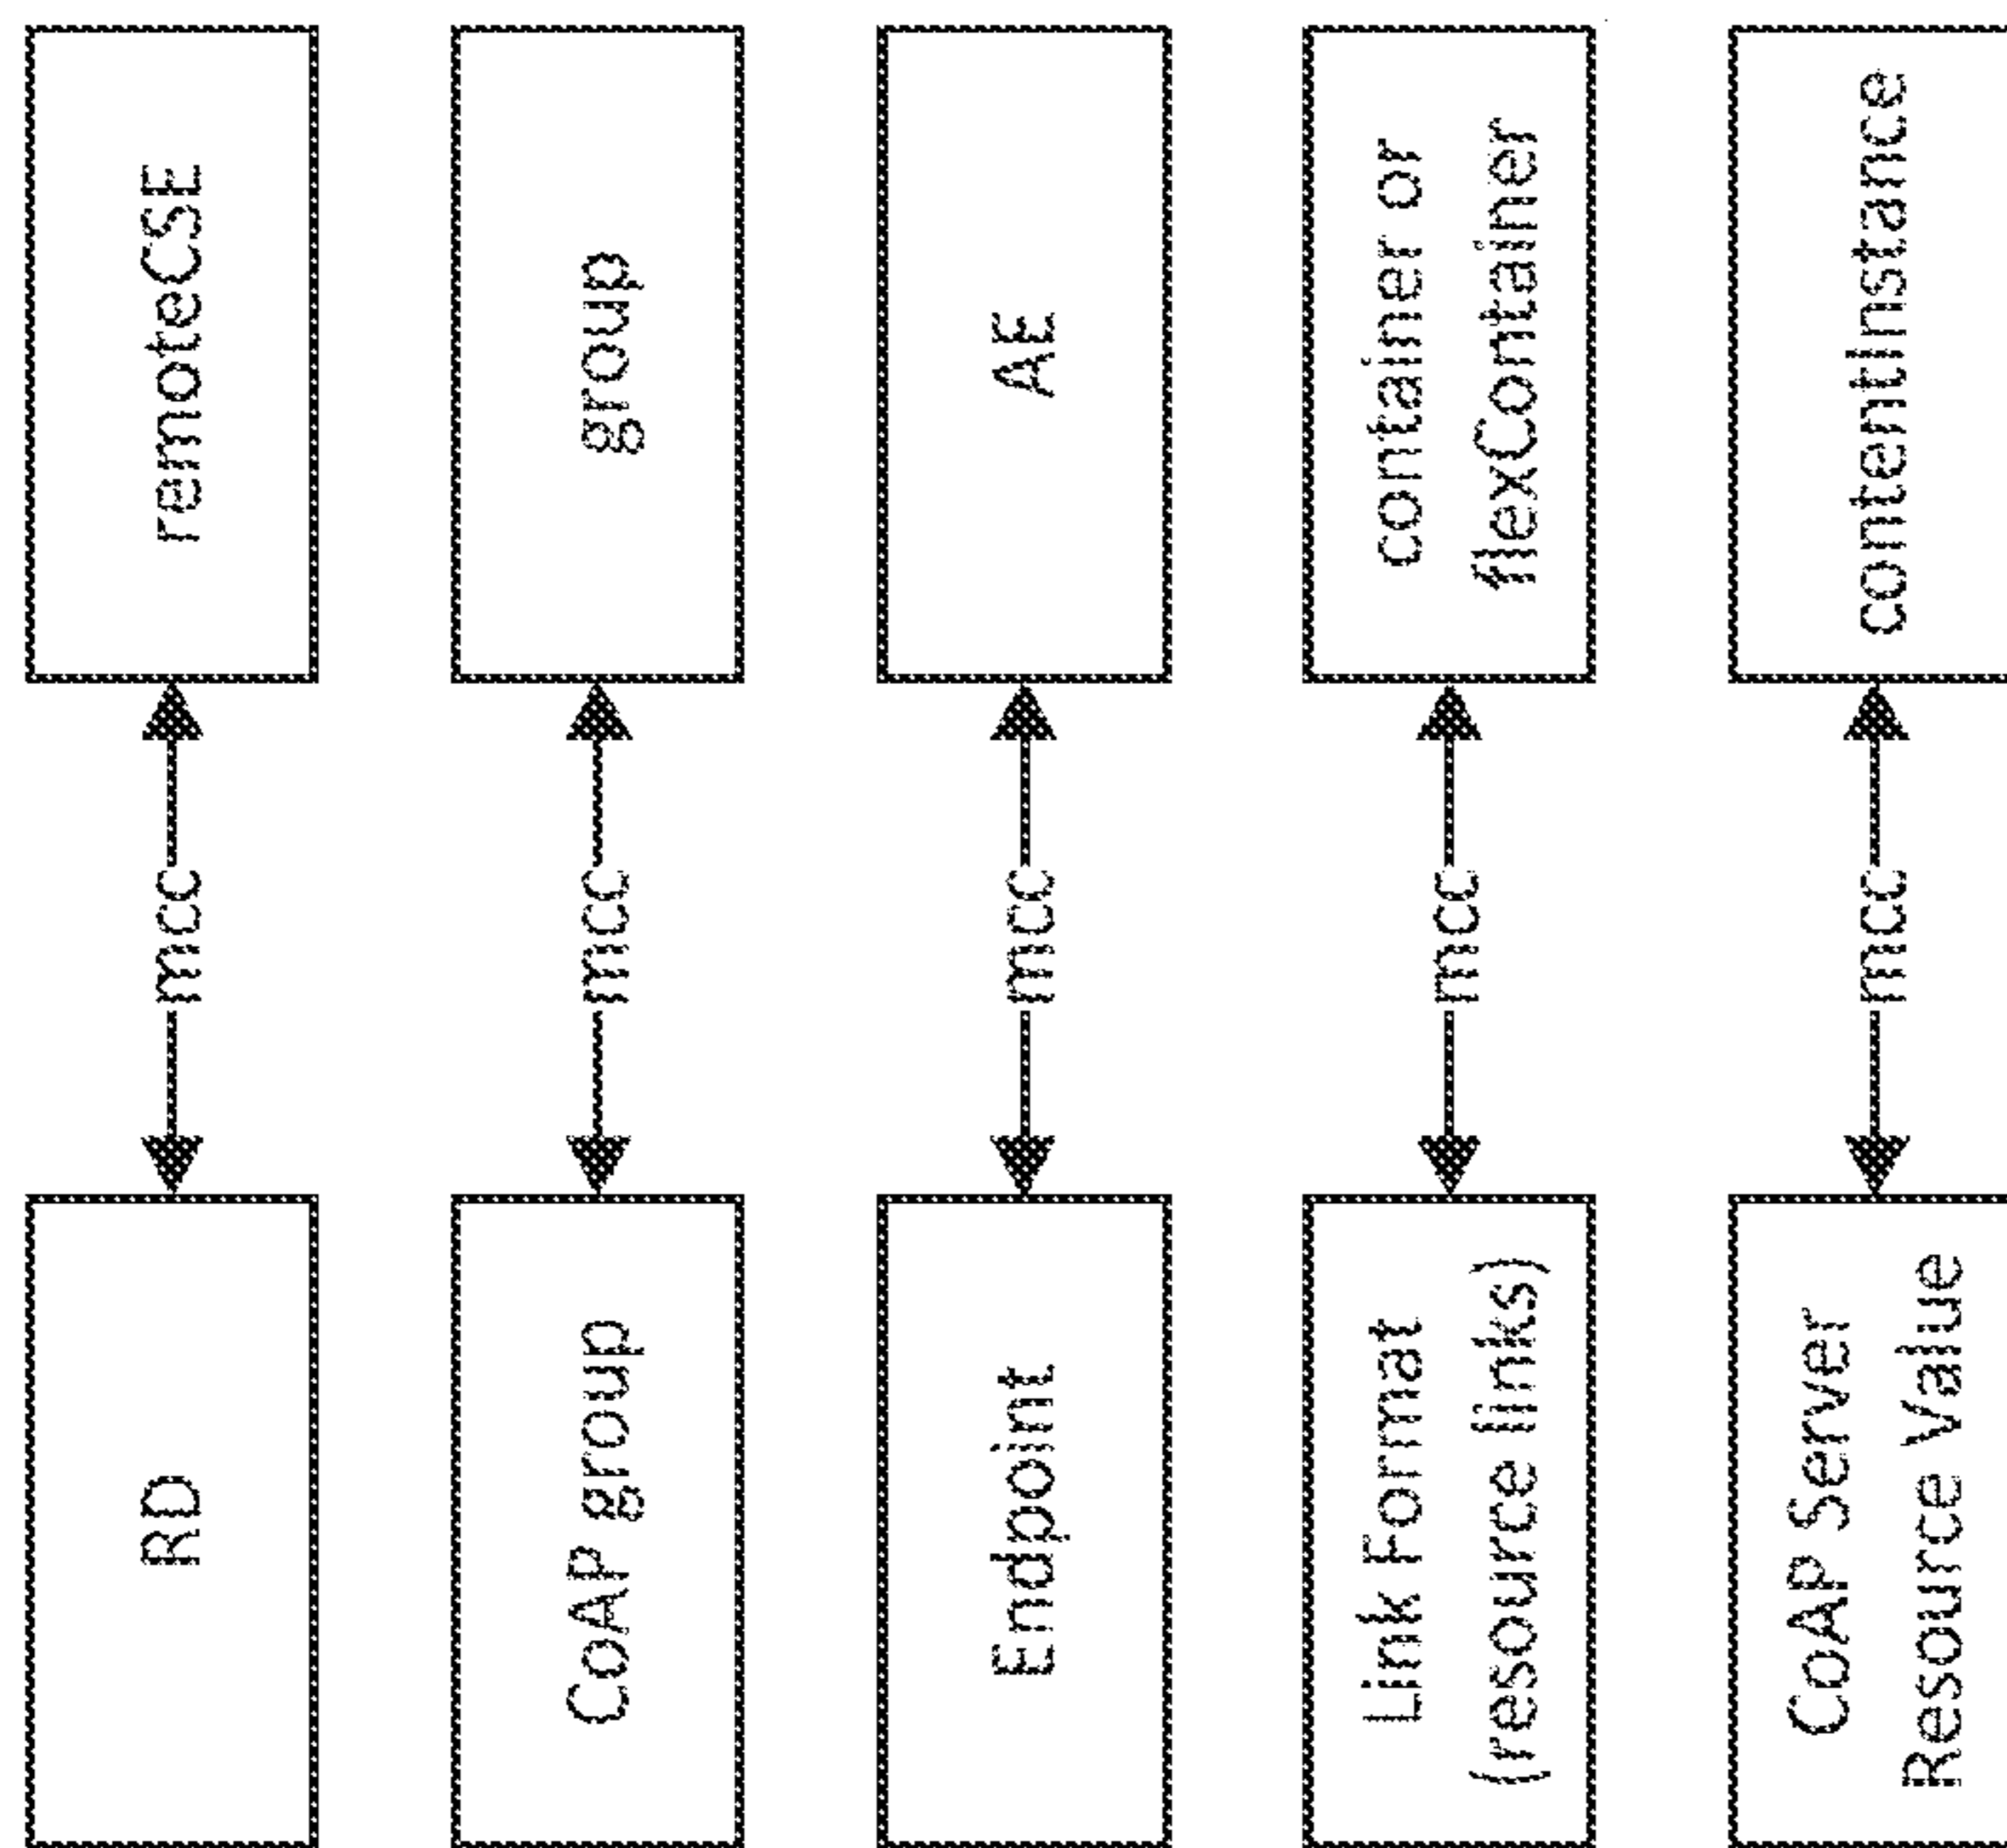 RD
mcc
remoteCSE
CoAP group
mcc
group
Endpoint
mcc
AE
Link Format
(resource links)
mcc
container or
flexContainer
CoAP Server
Resource Value
mcc
contentInstance